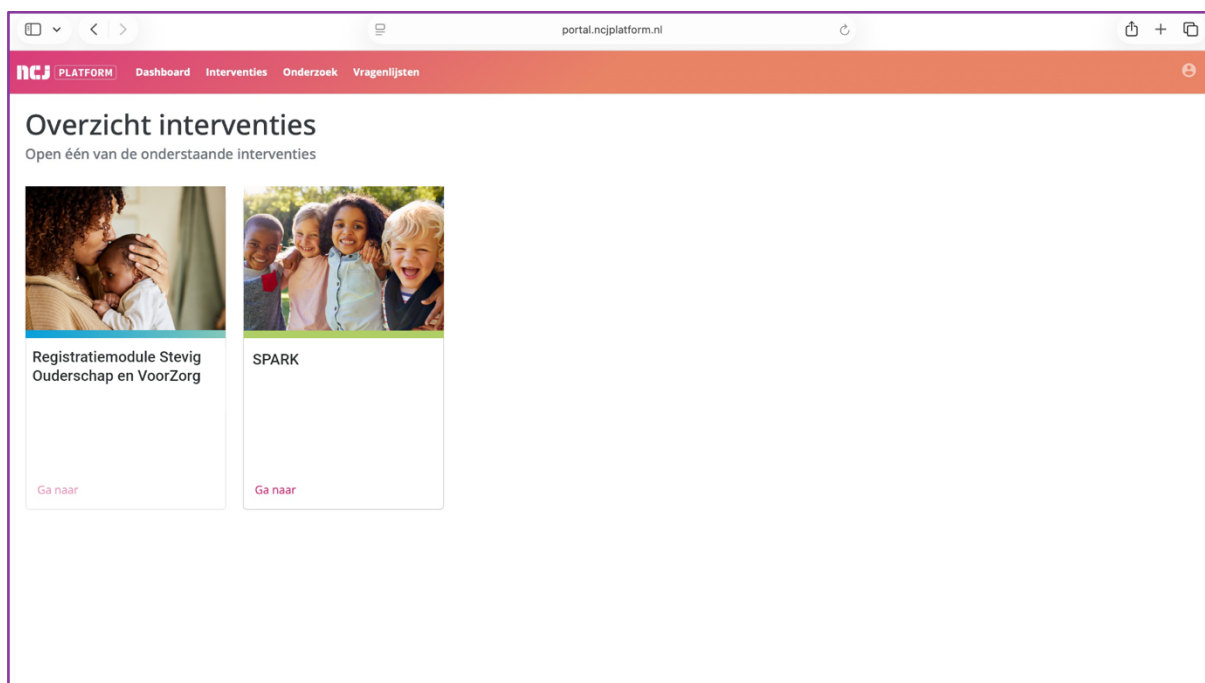 portal.ncjplatform.nl
ncj PLATFORM Dashboard Interventies Onderzoek Vragenlijsten
Overzicht interventies
Open één van de onderstaande interventies
Registratiemodule Stevig
Ouderschap en VoorZorg
Ga naar
SPARK
Ga naar